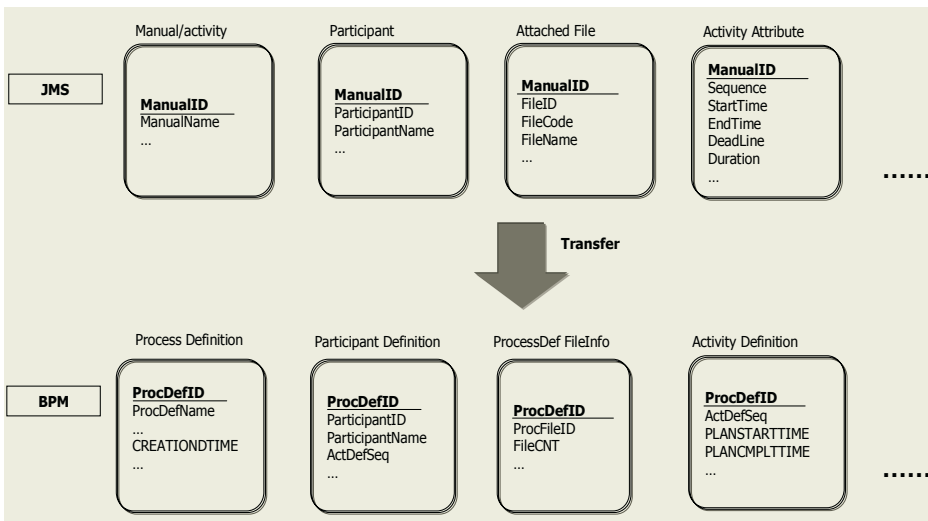 Manual/activity
Participant
Attached File
Activity Attribute
JMS
ManualID
ManualName
...
ManualID
ParticipantID
ParticipantName
...
ManualID
FileID
FileCode
FileName
...
ManualID
Sequence
StartTime
EndTime
DeadLine
Duration
...
......
Transfer
Process Definition
Participant Definition
ProcessDef FileInfo
Activity Definition
BPM
ProcDefID
ProcDefName
...
CREATIONDTIME
...
ProcDefID
ParticipantID
ParticipantName
ActDefSeq
...
ProcDefID
ProcFileID
FileCNT
...
ProcDefID
ActDefSeq
PLANSTARTTIME
PLANCMPLTTIME
...
......